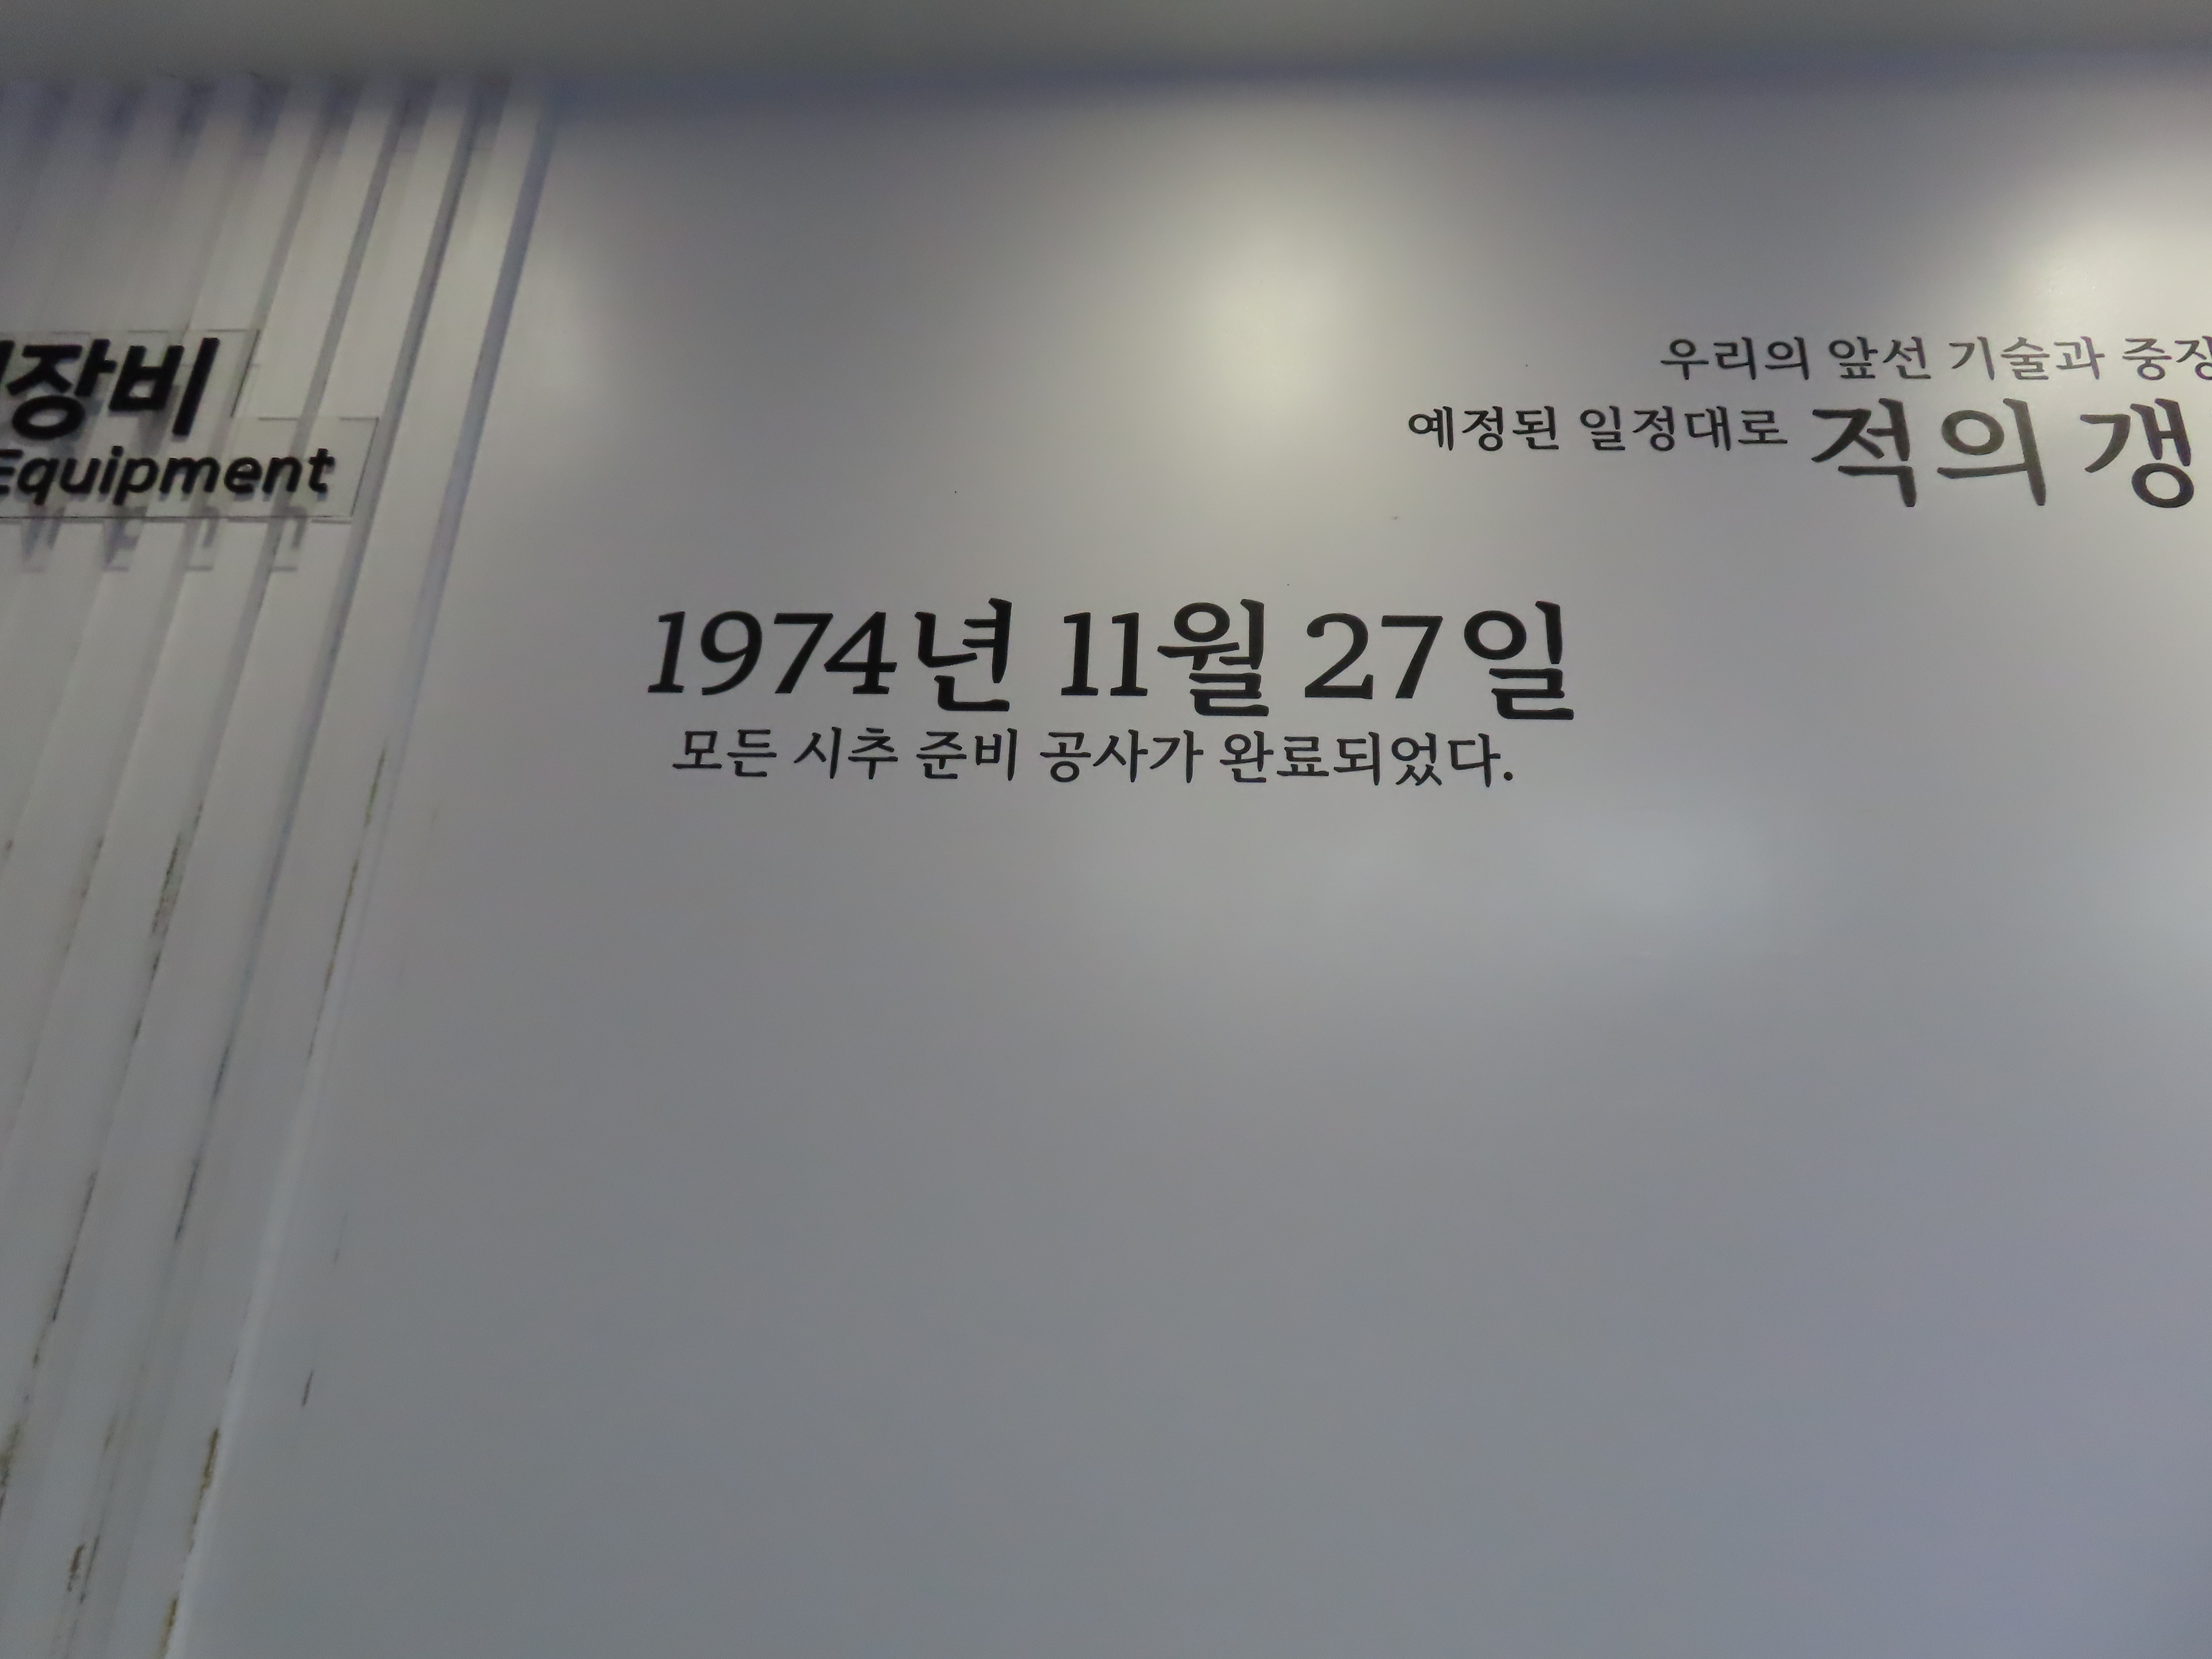 장비
Equipment
우리의 앞선 기술과
예정된 일정대로 적의 갱
1974년 11월 27일
모든 시추 준비 공사가 완료되었다.